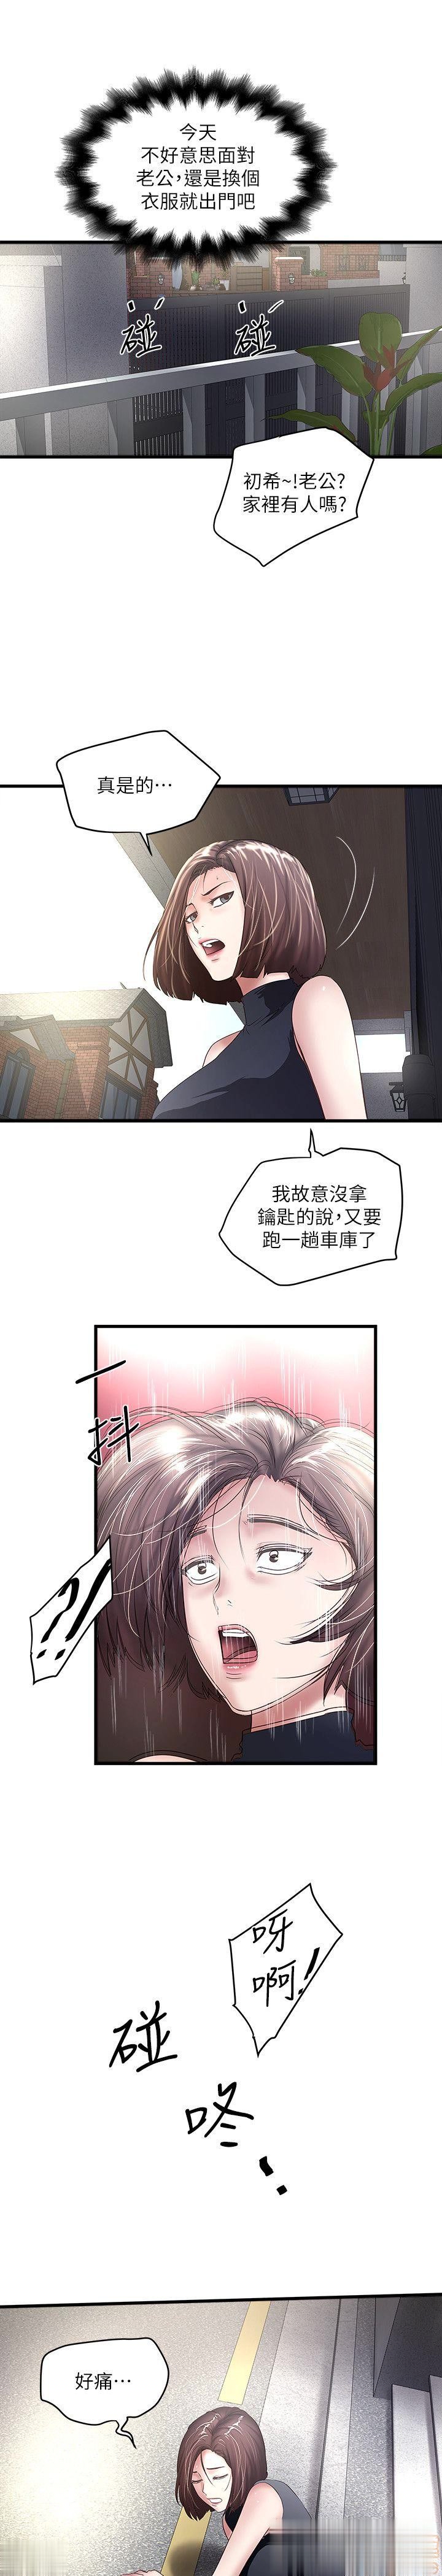 今天
不好意思面對
老公,還是換個
衣服就出門吧
碰
碰
初希~!老公?
家裡有人嗎?
真是的…
我故意沒拿
鑰匙的說,又要
跑一趟車庫了
抖
??
呀
啊!
碰
咚
好痛…